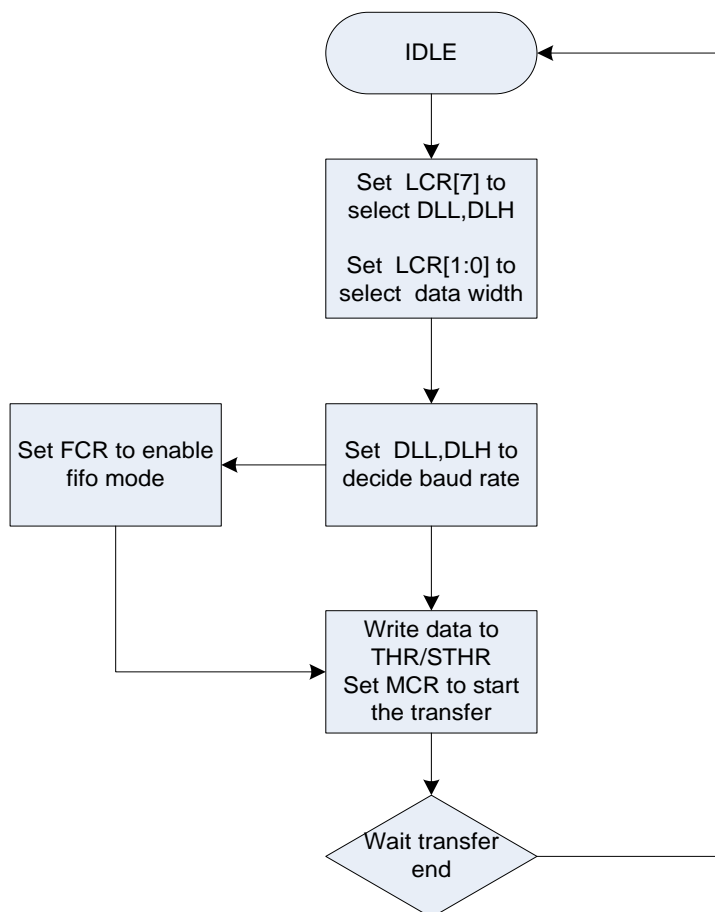 IDLE
Set LCR[7] to
select DLL,DLH
Set LCR[1:0] to
select data width
Set FCR to enable
fifo mode
Set DLL,DLH to
decide baud rate
Write data to
THR/STHR
Set MCR to start
the transfer
Wait transfer
end